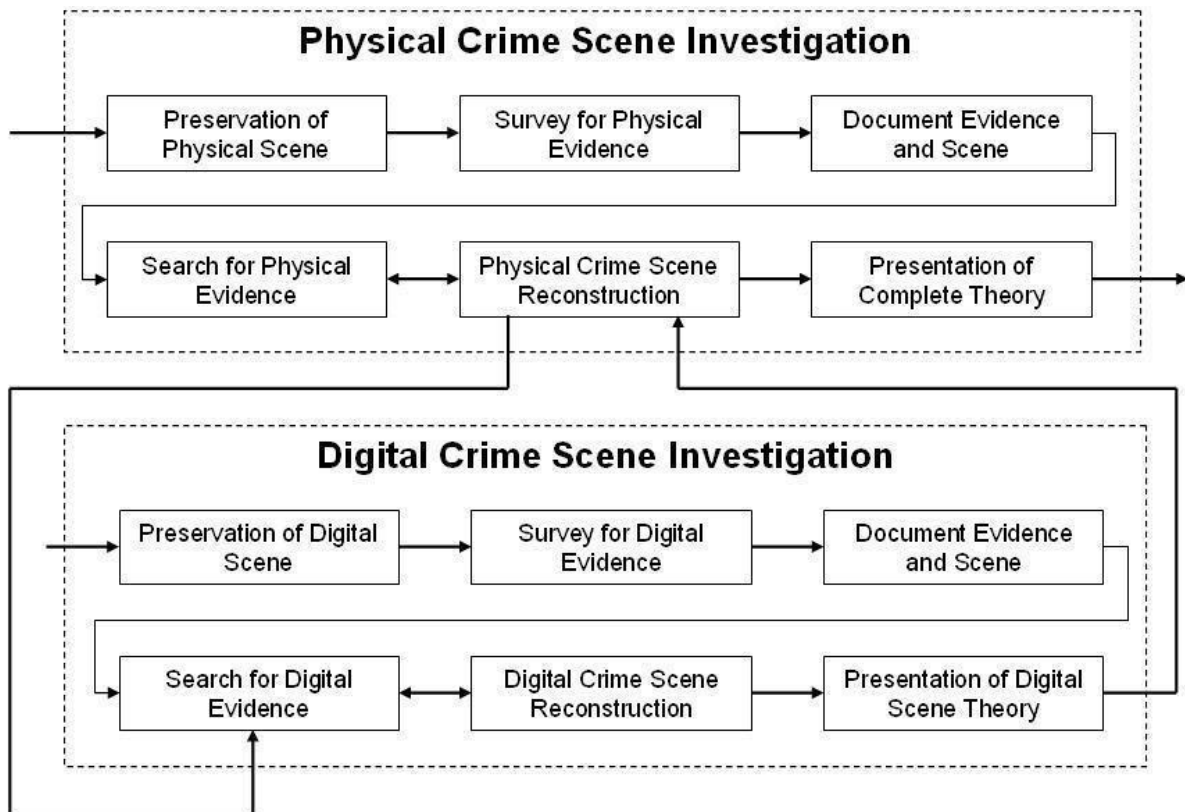 Physical Crime Scene Investigation
Preservation of
Physical Scene
Survey for Physical
Evidence
Document Evidence
and Scene
Search for Physical
Evidence
Physical Crime Scene
Reconstruction
Presentation of
Complete Theory
Digital Crime Scene Investigation
Preservation of Digital
Scene
Survey for Digital
Evidence
Document Evidence
and Scene
Search for Digital
Evidence
Digital Crime Scene
Reconstruction
Presentation of Digital
Scene Theory